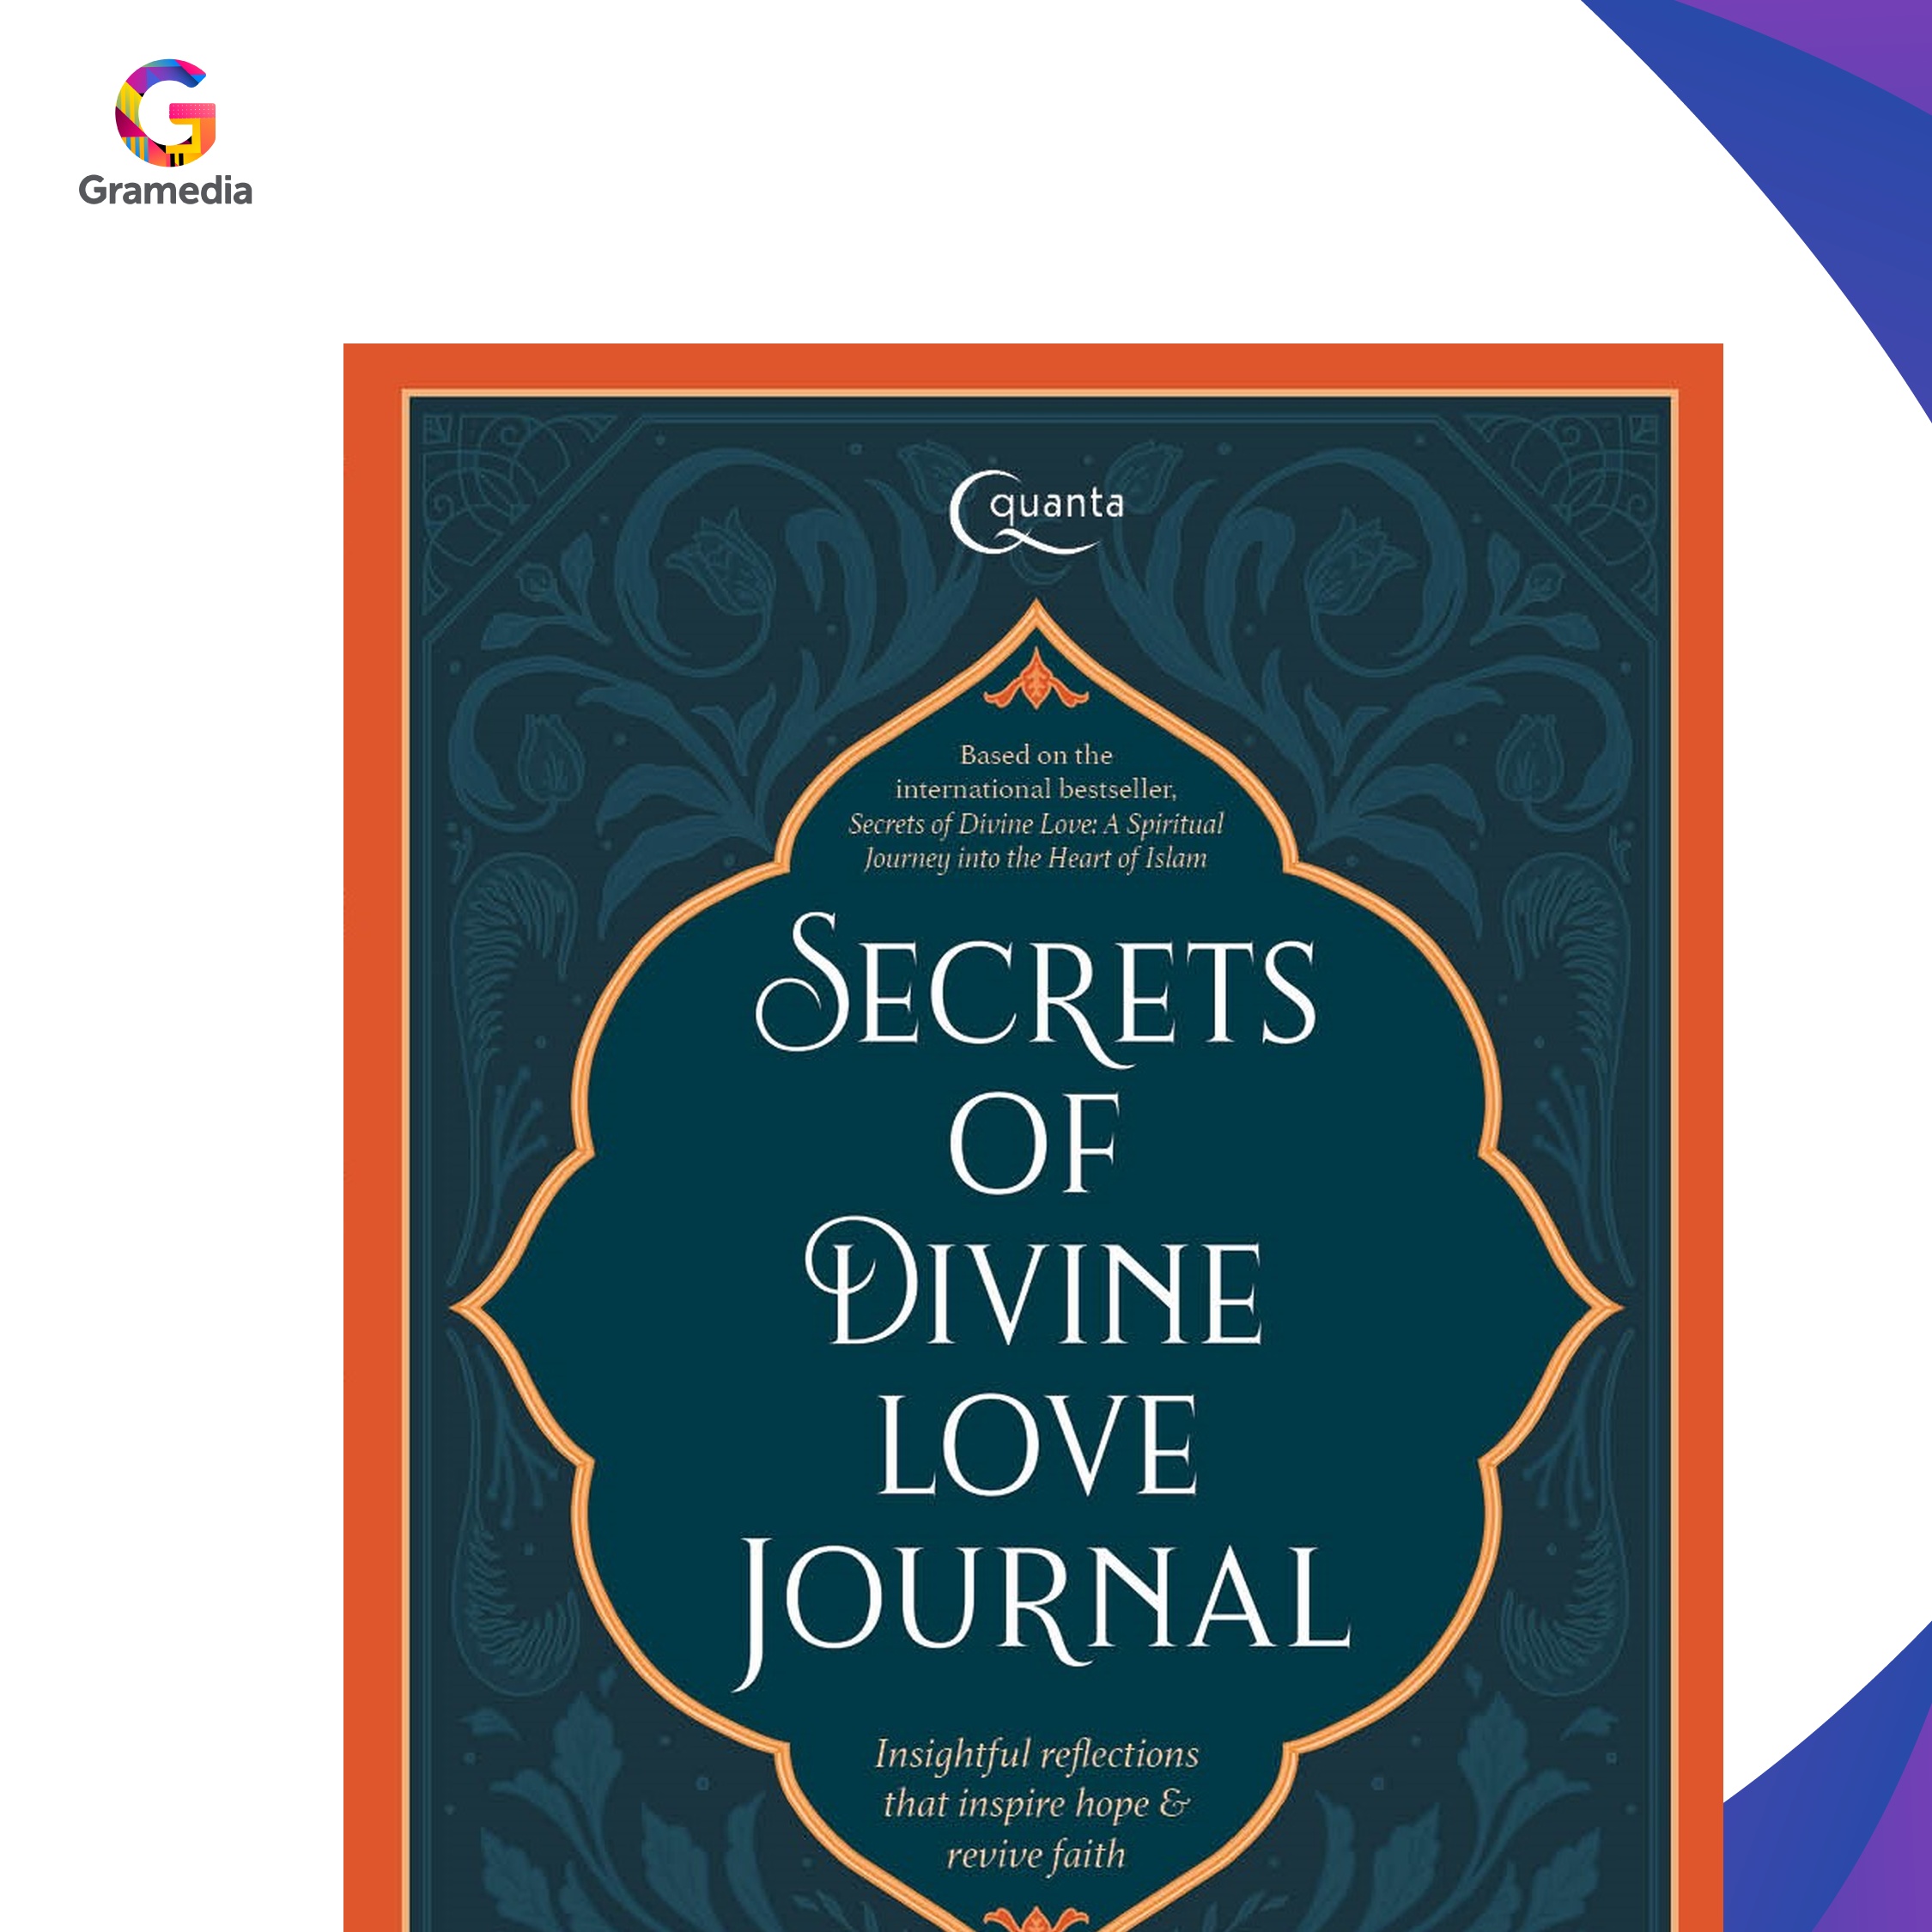 Gramedia
quanta
Based on the
international bestseller,
Secrets of Divine Love: A Spiritual
Journey into the Heart of Islam
SECRETS
OF
DIVINE
LOVE
JOURNAL
Insightful reflections
that inspire hope &
revive faith